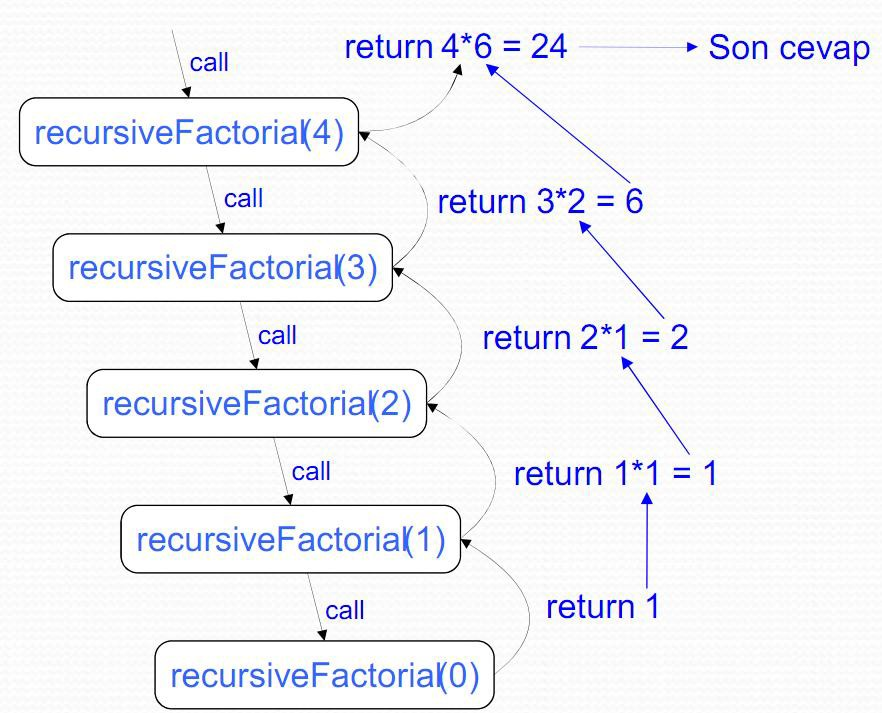 return 4*6 = 24
Son cevap
call
recursiveFactorial(4)
call
return 3*2 = 6
recursiveFactorial(3)
call
return 2*1 = 2
recursiveFactorial(2)
call
return 1*1 = 1
recursiveFactorial(1)
call
return 1
recursiveFactorial(0)